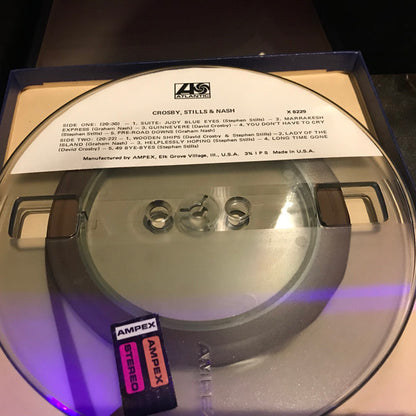 ATLANTIC
CROSBY, STILLS & NASH
X 8229
SIDE ONE: (20:30) — 1. SUITE: JUDY BLUE EYES (Stephen Stills) — 2. MARRAKESH
EXPRESS (Graham Nash) — 3. GUINNEVERE (David Crosby) — 4. YOU DON'T HAVE TO CRY
(Stephen Stills) — 5. PRE-ROAD DOWNS (Graham Nash)
SIDE TWO: (20:22) — 1. WOODEN SHIPS (David Crosby & Stephen Stills) — 2. LADY OF THE
ISLAND (Graham Nash) — 3. HELPLESSLY HOPING (Stephen Stills) — 4. LONG TIME GONE
(David Crosby) — 5. 49 BYE-BYES (Stephen Stills)
Manufactured by AMPEX, Elk Grove Village, Ill., U.S.A. 3¾ I P S Made in U.S.A.
AMPEX
AMPEX
STEREO